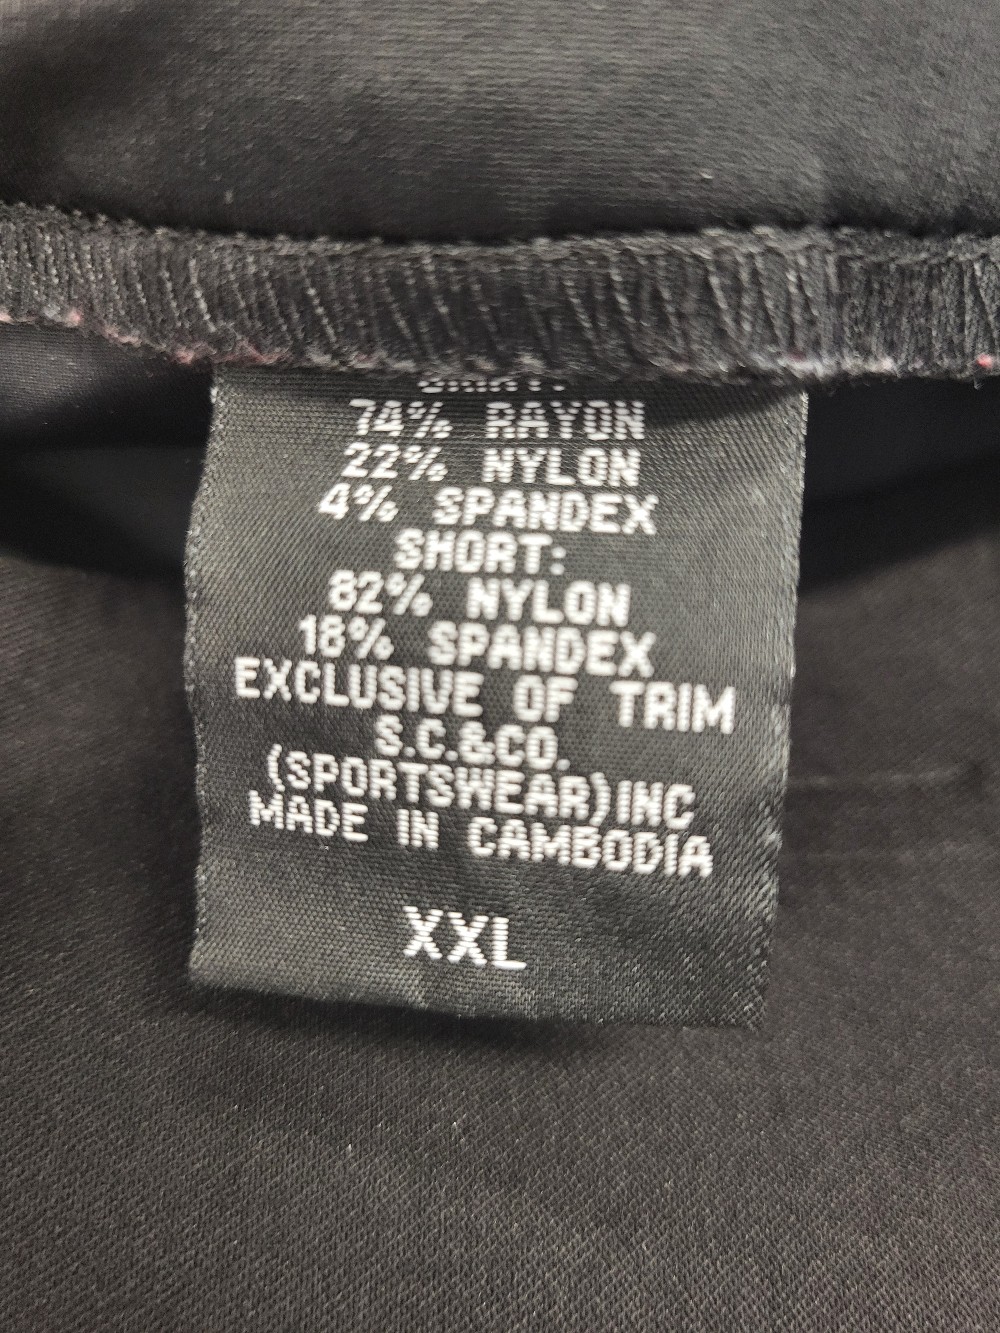 74% RAYON
22% NYLON
4% SPANDEX
SHORT:
82% NYLON
18% SPANDEX
EXCLUSIVE OF TRIM
S.C.&CO.
(SPORTSWEAR)INC
MADE IN CAMBODIA
XXL